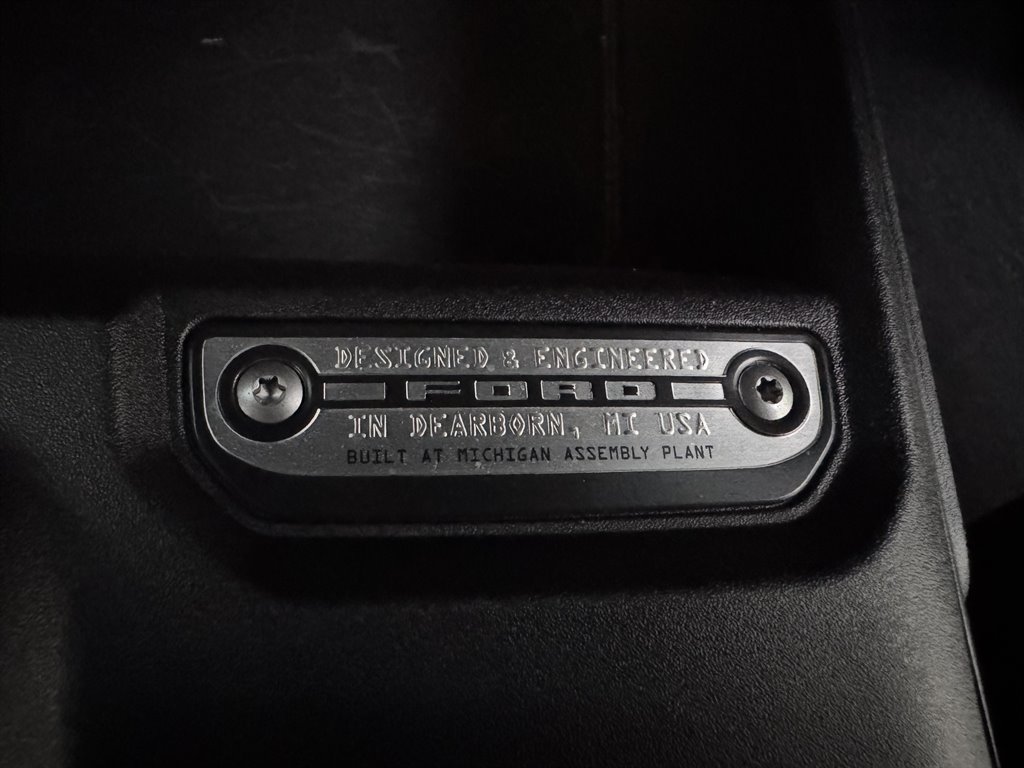 DESIGNED & ENGINEERED
FORD
IN DEARBORN, MI USA
BUILT AT MICHIGAN ASSEMBLY PLANT